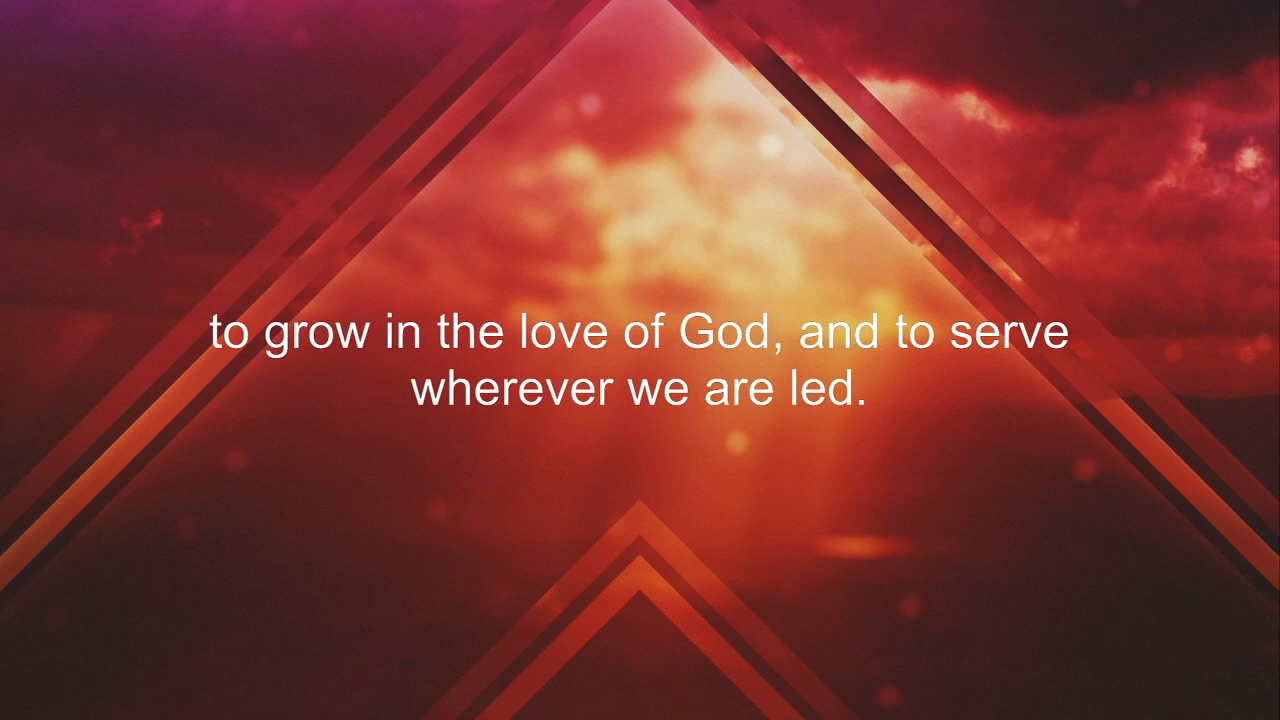 to grow in the love of God, and to serve
wherever we are led.